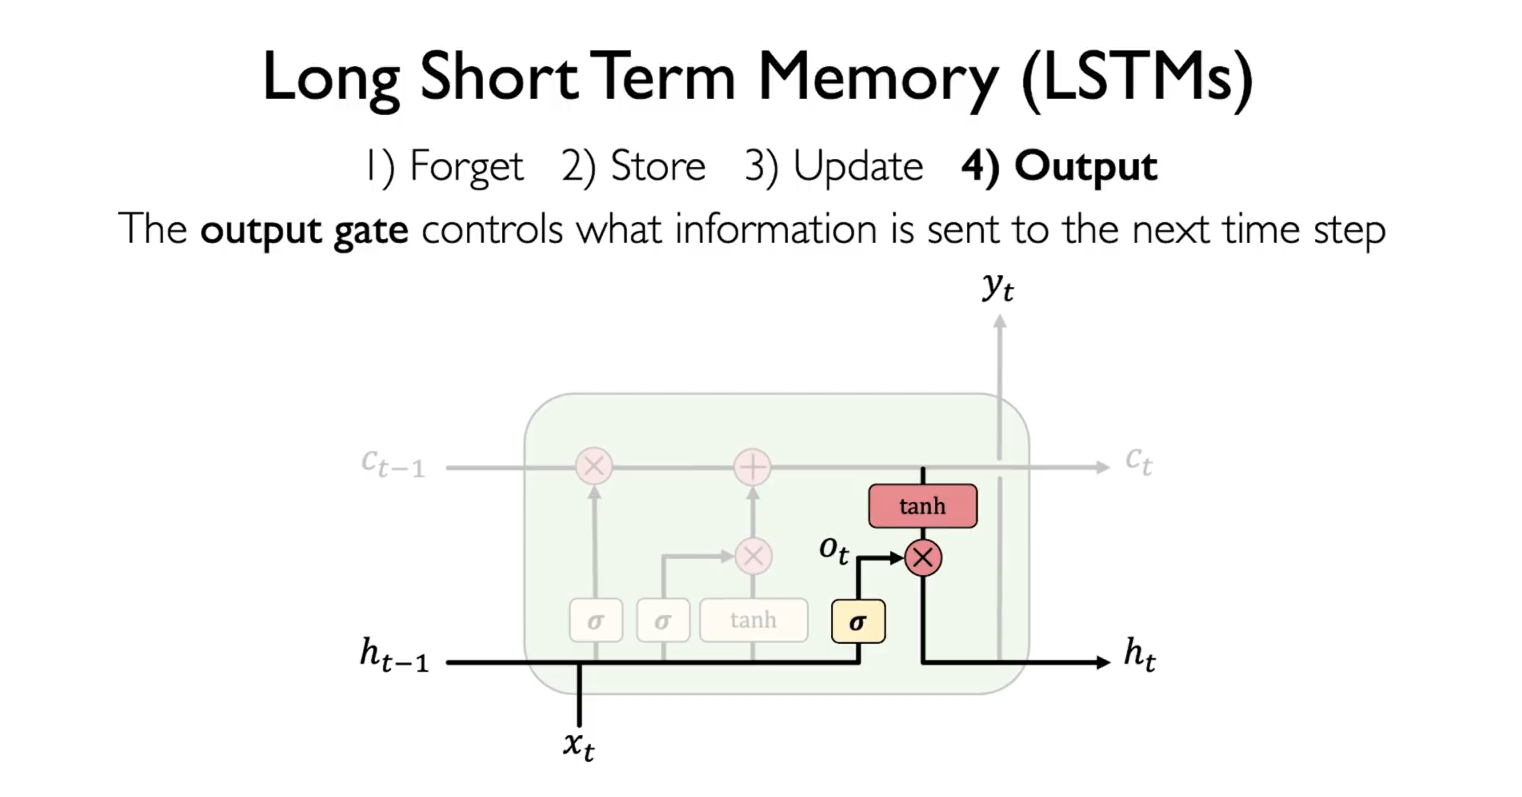 Long Short Term Memory (LSTMs)
1) Forget 2) Store 3) Update 4) Output
The output gate controls what information is sent to the next time step
yₜ
cₜ₋₁
cₜ
tanh
oₜ
σ
σ
tanh
σ
hₜ₋₁
hₜ
xₜ